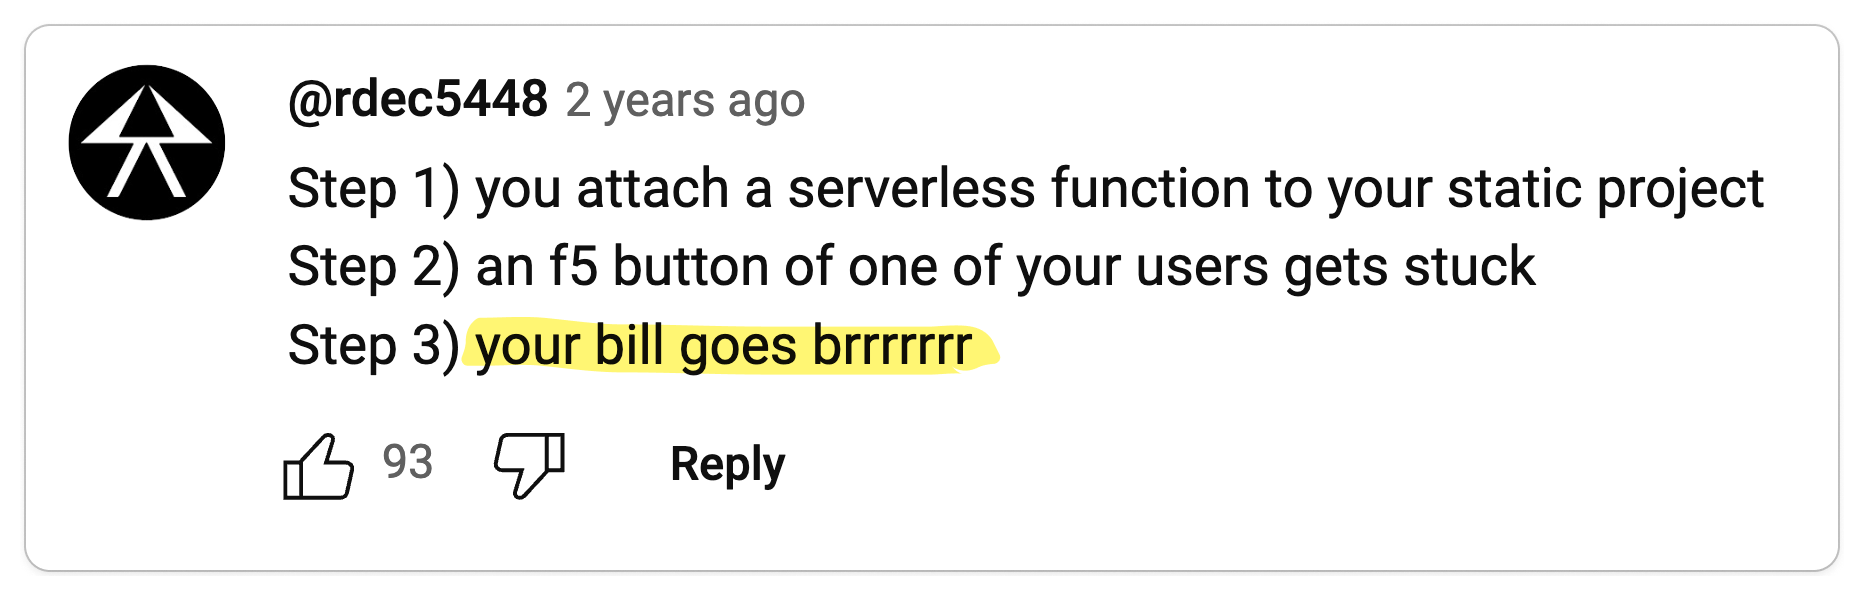 @rdec5448 2 years ago
Step 1) you attach a serverless function to your static project
Step 2) an f5 button of one of your users gets stuck
Step 3) your bill goes brrrrrrr
93 Reply